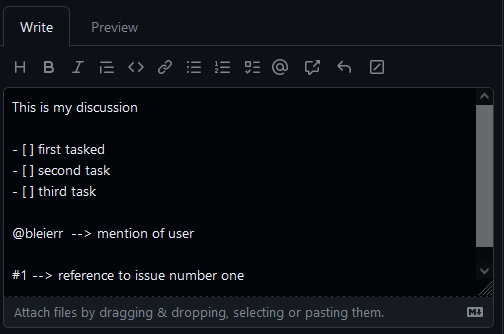 Write
Preview
H B I
This is my discussion
- [ ] first tasked
- [ ] second task
- [ ] third task
@bleierr --> mention of user
#1 --> reference to issue number one
Attach files by dragging & dropping, selecting or pasting them.